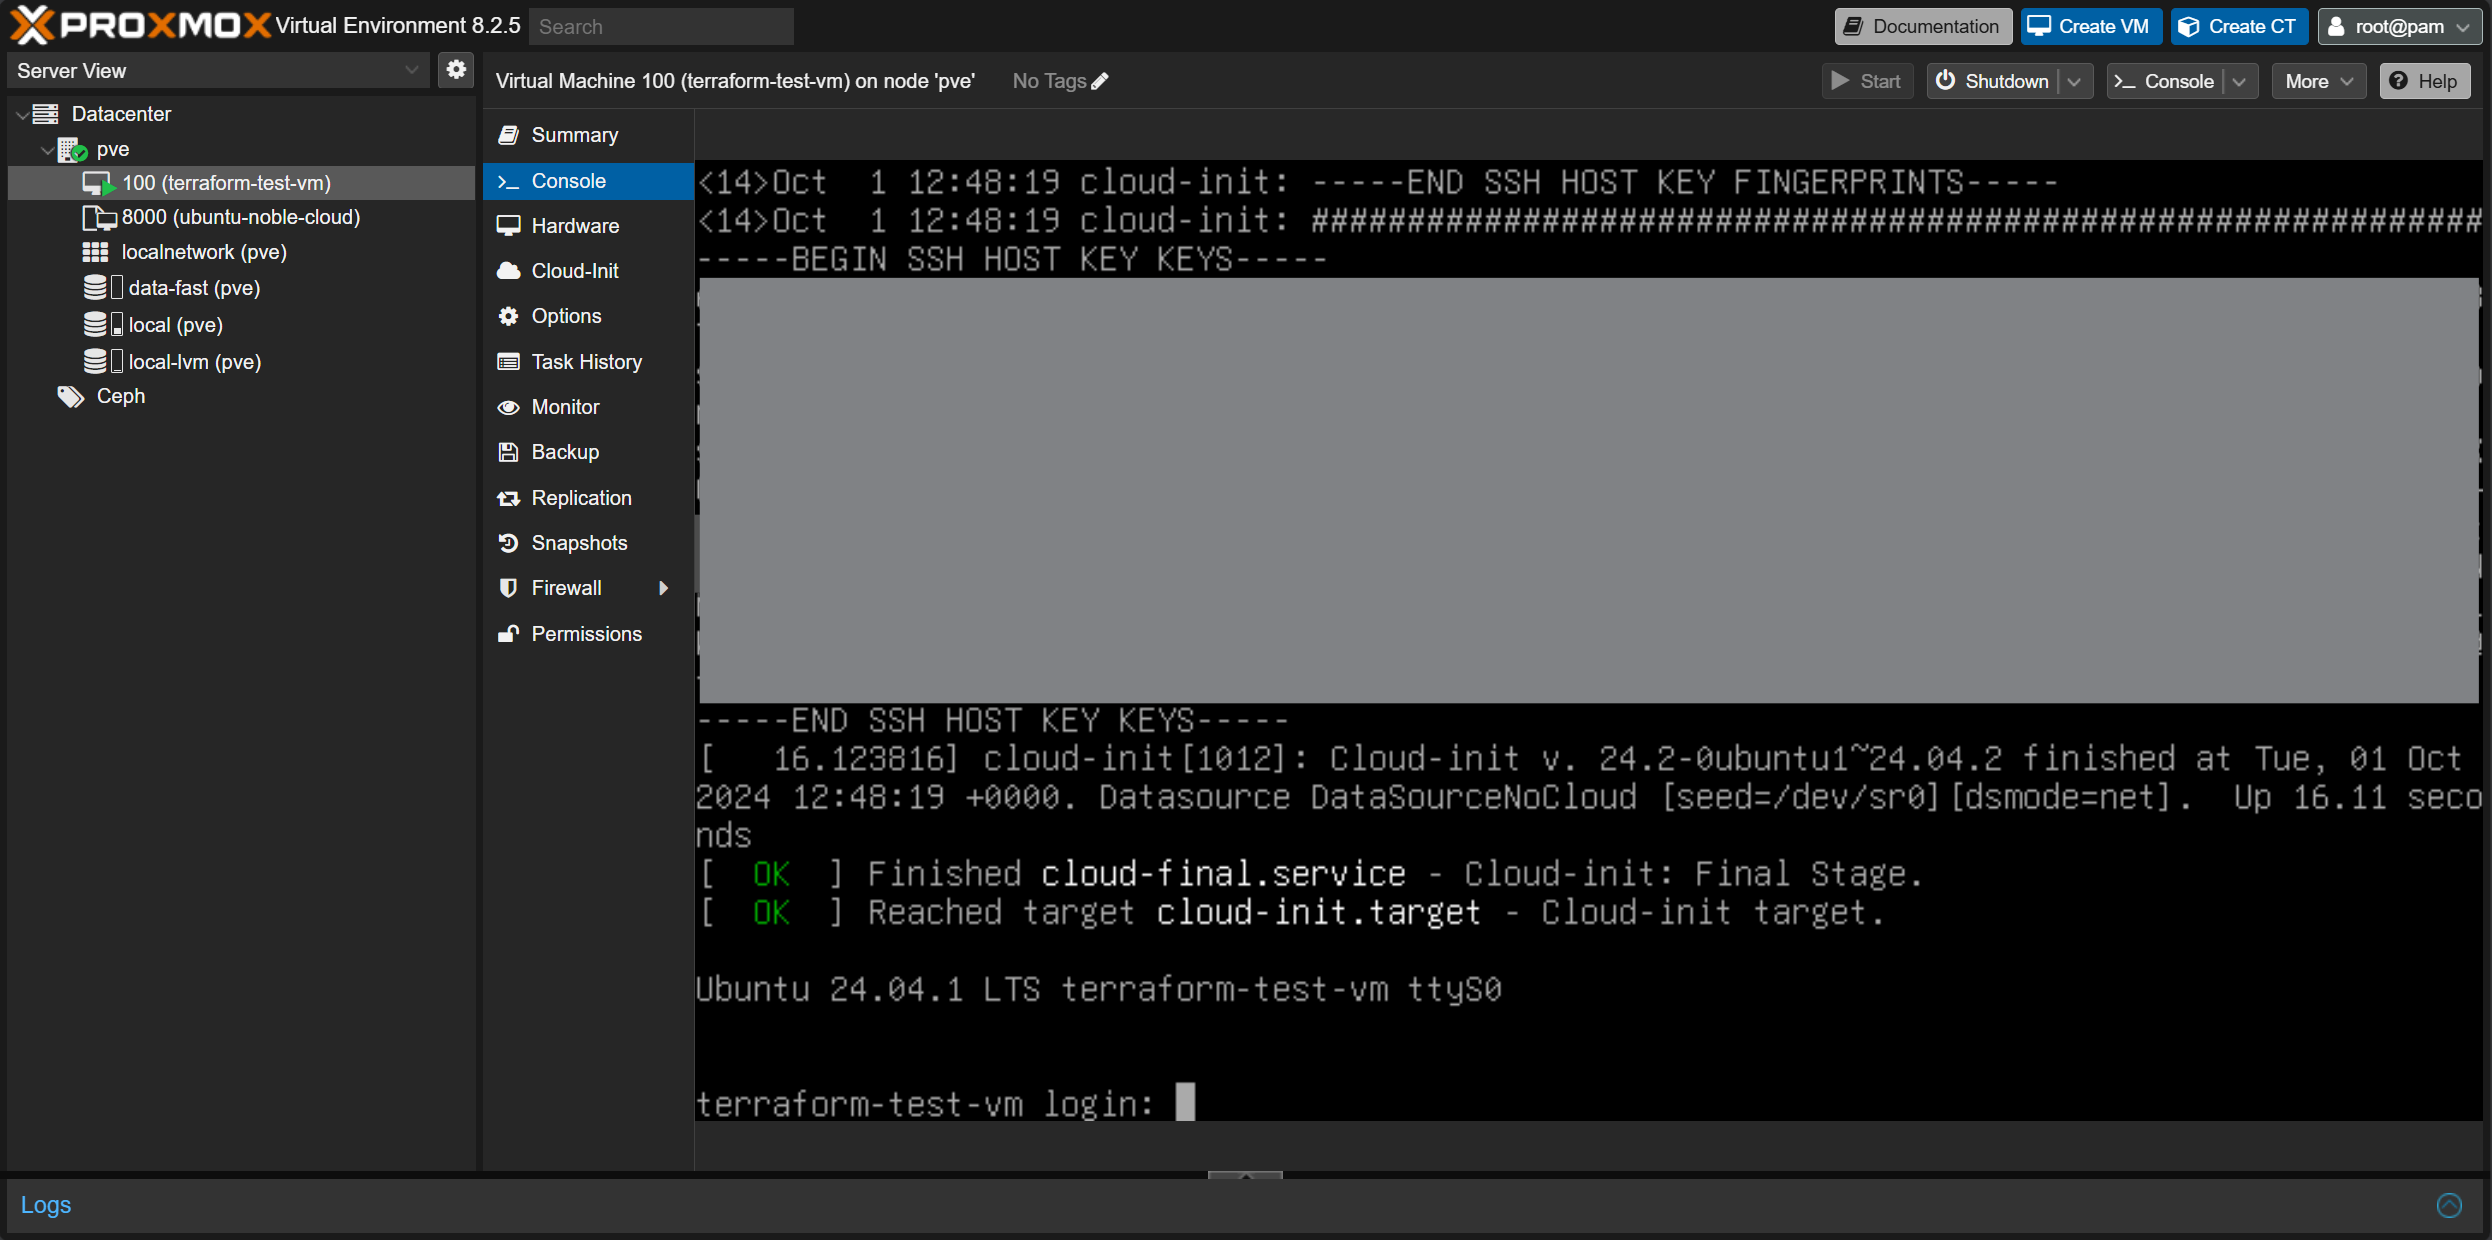 PROXMOX Virtual Environment 8.2.5 Search Documentation Create VM Create CT root@pam
Server View
Datacenter
pve
100 (terraform-test-vm)
8000 (ubuntu-noble-cloud)
localnetwork (pve)
data-fast (pve)
local (pve)
local-lvm (pve)
Ceph
Virtual Machine 100 (terraform-test-vm) on node 'pve' No Tags Start Shutdown Console More Help
Summary
Console
Hardware
Cloud-Init
Options
Task History
Monitor
Backup
Replication
Snapshots
Firewall
Permissions
<14>Oct  1 12:48:19 cloud-init: -----END SSH HOST KEY FINGERPRINTS-----
<14>Oct  1 12:48:19 cloud-init: #############################################################
-----BEGIN SSH HOST KEY KEYS-----
-----END SSH HOST KEY KEYS-----
[   16.123816] cloud-init[1012]: Cloud-init v. 24.2-0ubuntu1~24.04.2 finished at Tue, 01 Oct
2024 12:48:19 +0000. Datasource DataSourceNoCloud [seed=/dev/sr0][dsmode=net].  Up 16.11 seco
nds
[  OK  ] Finished cloud-final.service - Cloud-init: Final Stage.
[  OK  ] Reached target cloud-init.target - Cloud-init target.
Ubuntu 24.04.1 LTS terraform-test-vm ttyS0
terraform-test-vm login:
Logs